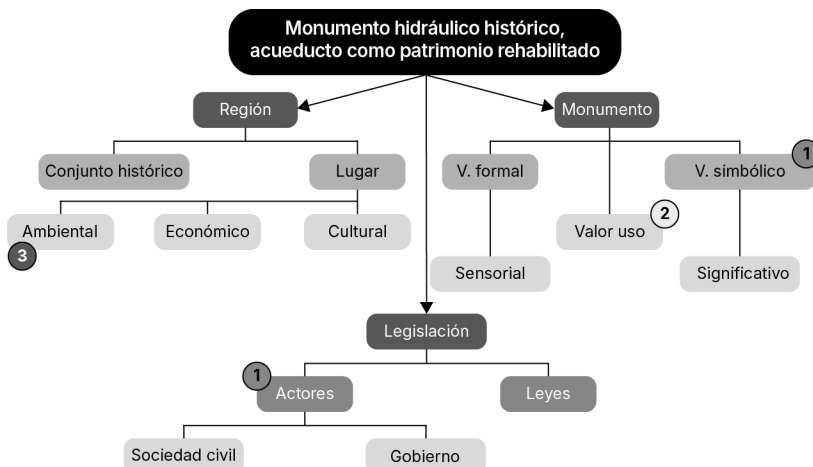 Monumento hidráulico histórico,
acueducto como patrimonio rehabilitado
Región
Monumento
Conjunto histórico
Lugar
V. formal
V. simbólico
1
Ambiental
3
Económico
Cultural
Valor uso
2
Sensorial
Significativo
Legislación
1
Actores
Leyes
Sociedad civil
Gobierno